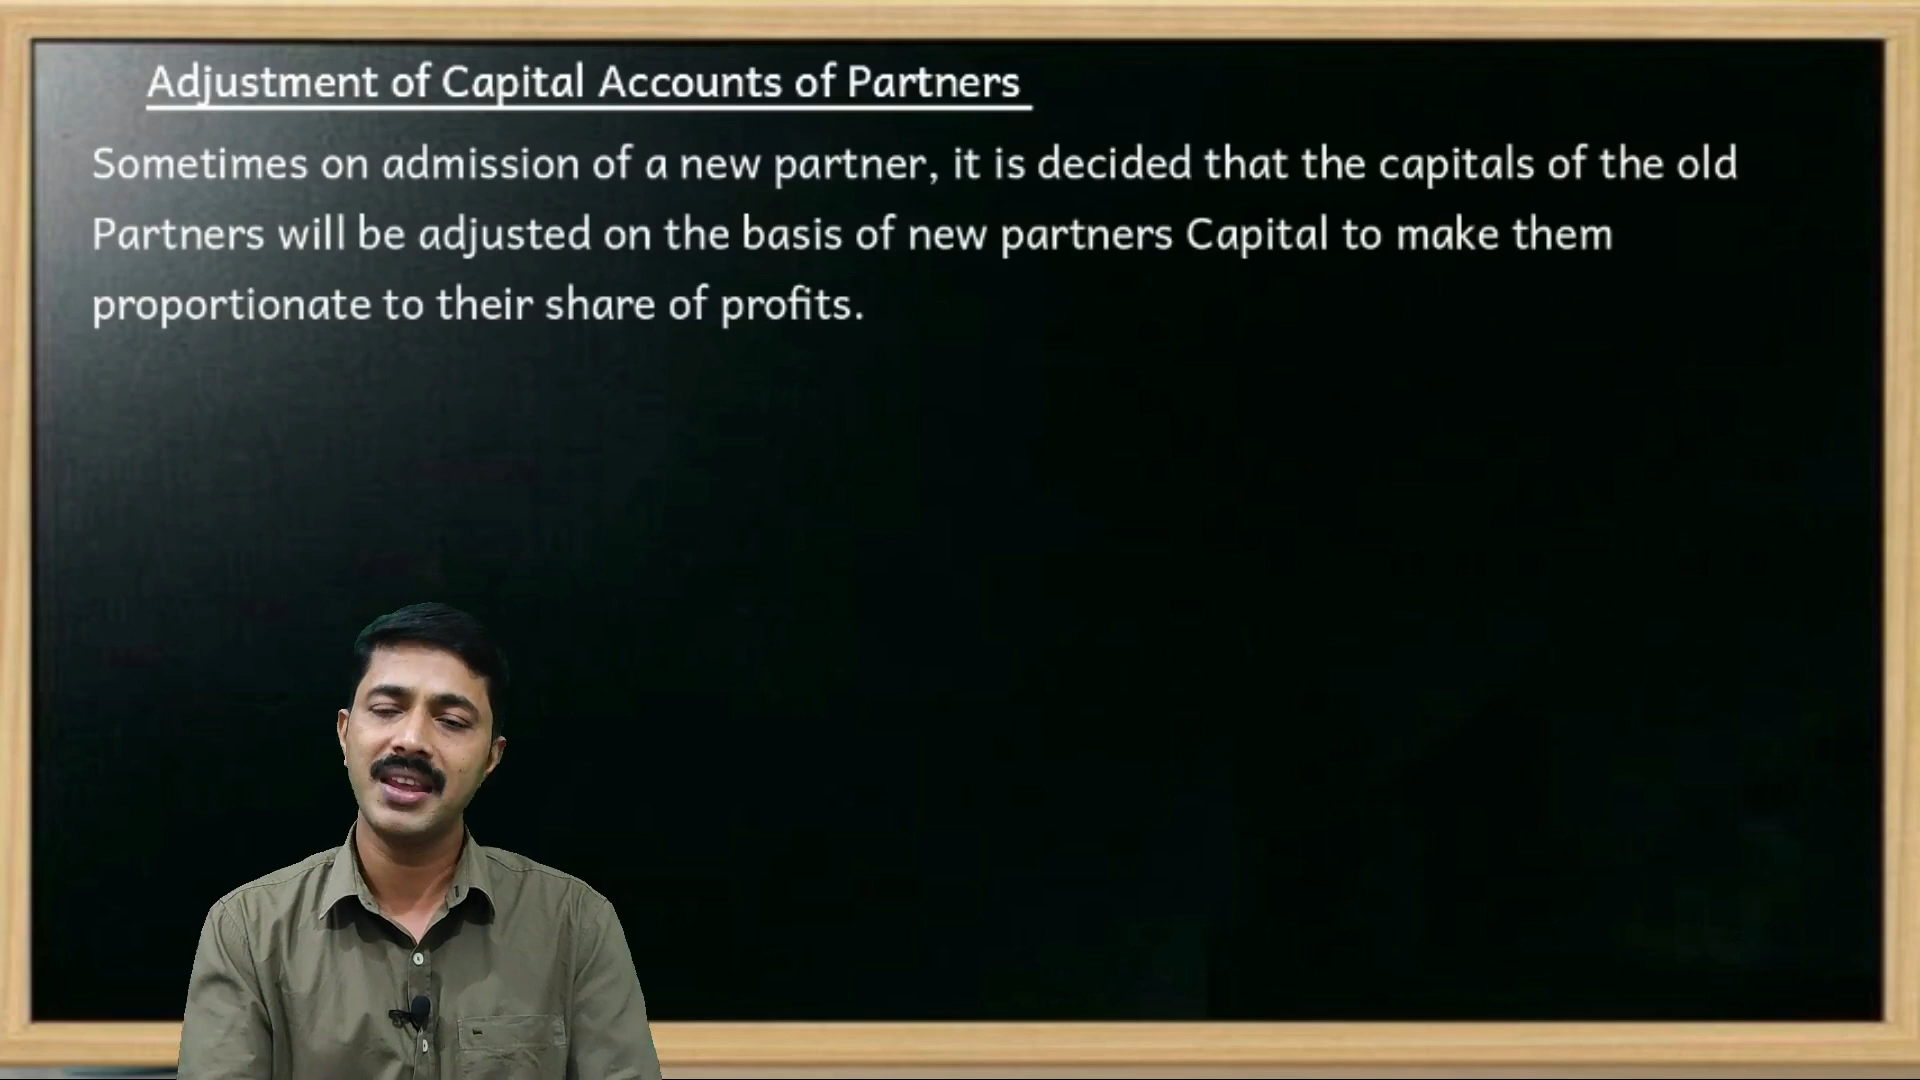 Adjustment of Capital Accounts of Partners
Sometimes on admission of a new partner, it is decided that the capitals of the old
Partners will be adjusted on the basis of new partners Capital to make them
proportionate to their share of profits.